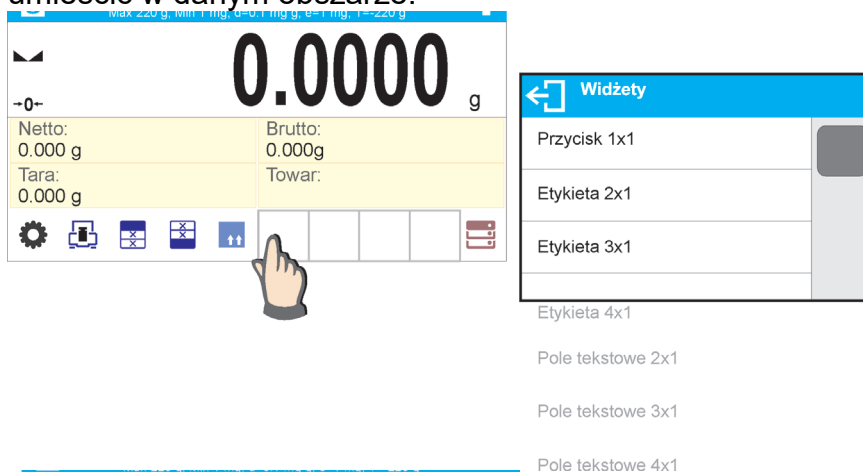 umieścić w danym obszarze.
Max 220 g, Min 1 mg, d=0.1 mg g, e=1 mg, T=-220 g
0.0000 g
→0←
Netto:
0.000 g
Brutto:
0.000g
Tara:
0.000 g
Towar:
Widżety
Przycisk 1x1
Etykieta 2x1
Etykieta 3x1
Etykieta 4x1
Pole tekstowe 2x1
Pole tekstowe 3x1
Pole tekstowe 4x1